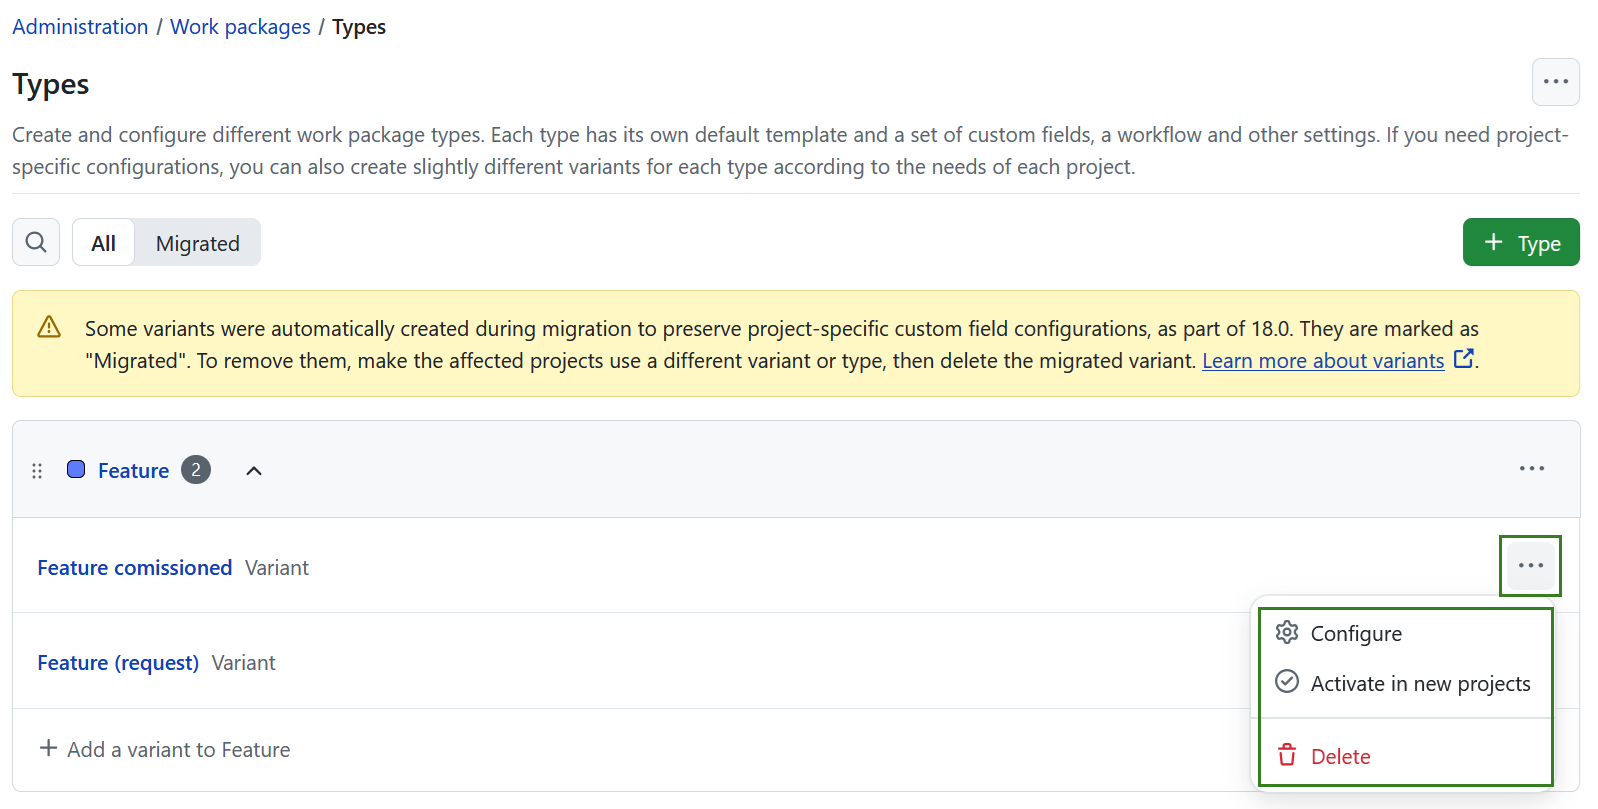 Administration / Work packages / Types
Types
Create and configure different work package types. Each type has its own default template and a set of custom fields, a workflow and other settings. If you need project-
specific configurations, you can also create slightly different variants for each type according to the needs of each project.
All Migrated
+ Type
Some variants were automatically created during migration to preserve project-specific custom field configurations, as part of 18.0. They are marked as
"Migrated". To remove them, make the affected projects use a different variant or type, then delete the migrated variant. Learn more about variants.
Feature 2
Feature comissioned Variant
Configure
Feature (request) Variant
Activate in new projects
+ Add a variant to Feature
Delete